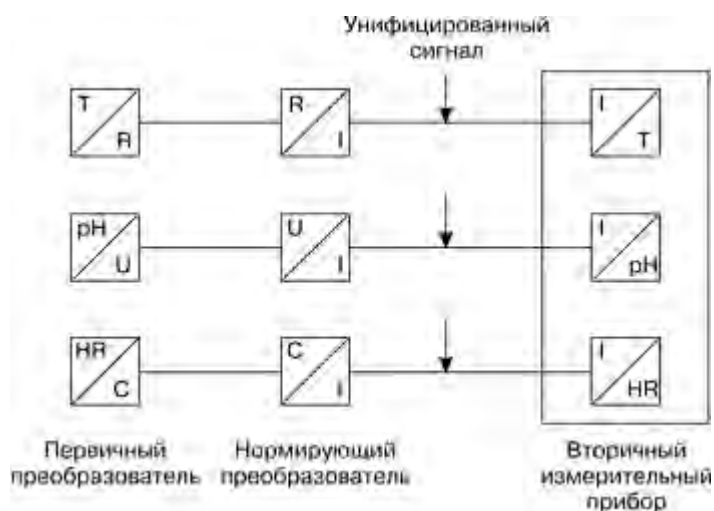 Унифицированный
сигнал
T R R I I T
pH U U I I pH
HR C C I I HR
Первичный
преобразователь
Нормирующий
преобразователь
Вторичный
измерительный
прибор